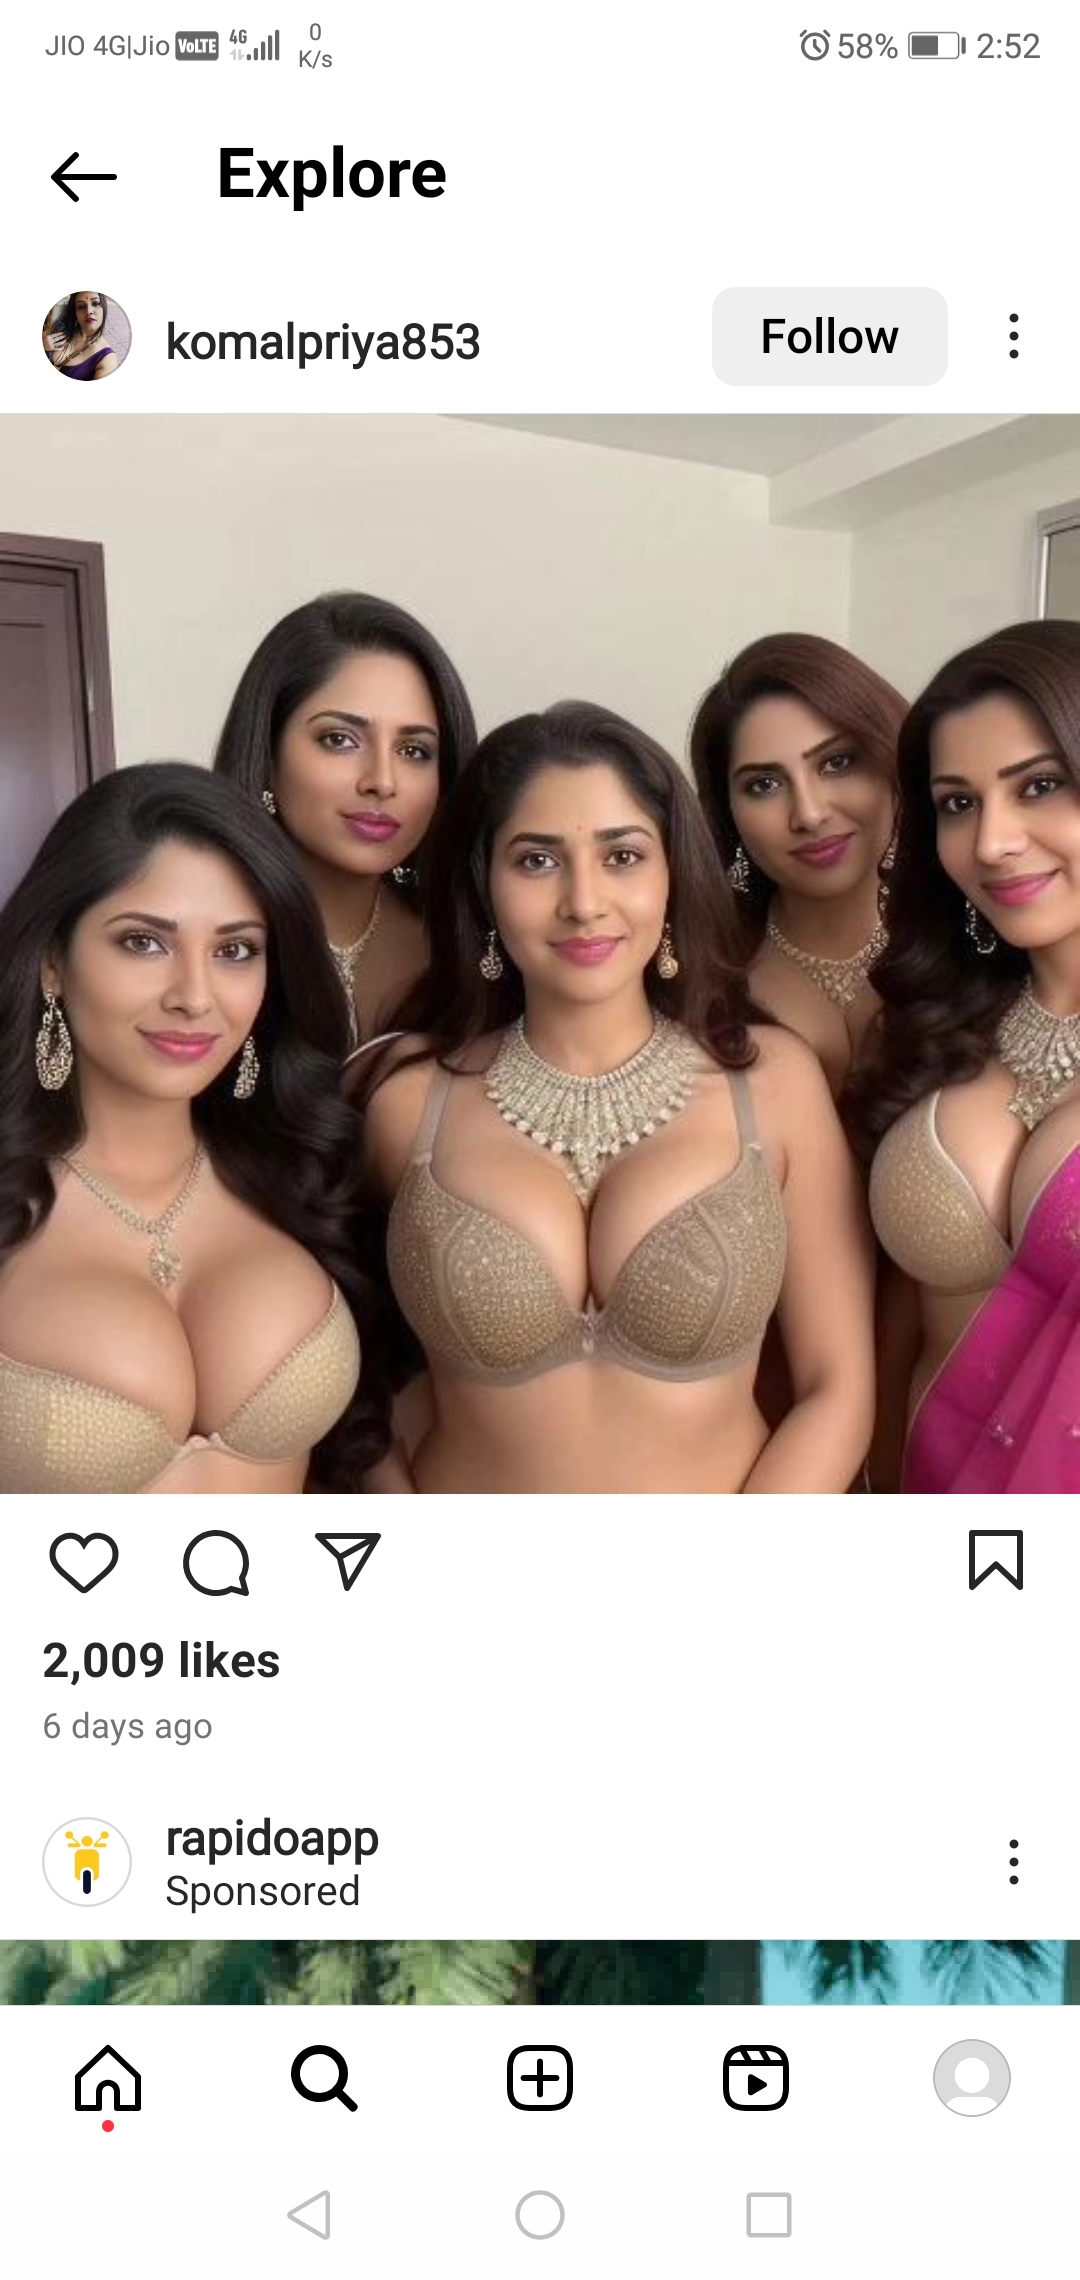 JIO 4G|Jio VoLTE 4G 0 K/s 58% 2:52
Explore
komalpriya853 Follow
2,009 likes
6 days ago
rapidoapp
Sponsored